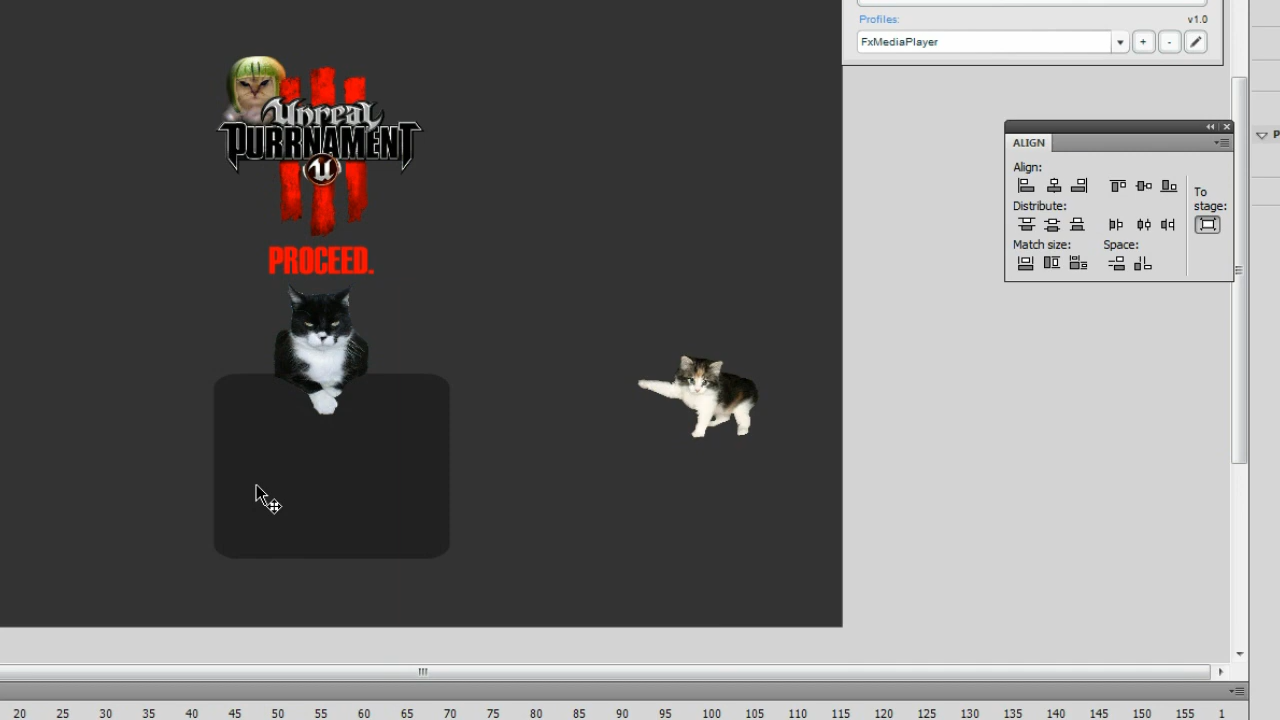 Profiles:
v1.0
FxMediaPlayer
+
-
ALIGN
Align:
To
stage:
Distribute:
Match size:
Space:
P
Unreal
PURRNAMENT
U
PROCEED.
20 25 30 35 40 45 50 55 60 65 70 75 80 85 90 95 100 105 110 115 120 125 130 135 140 145 150 155 1